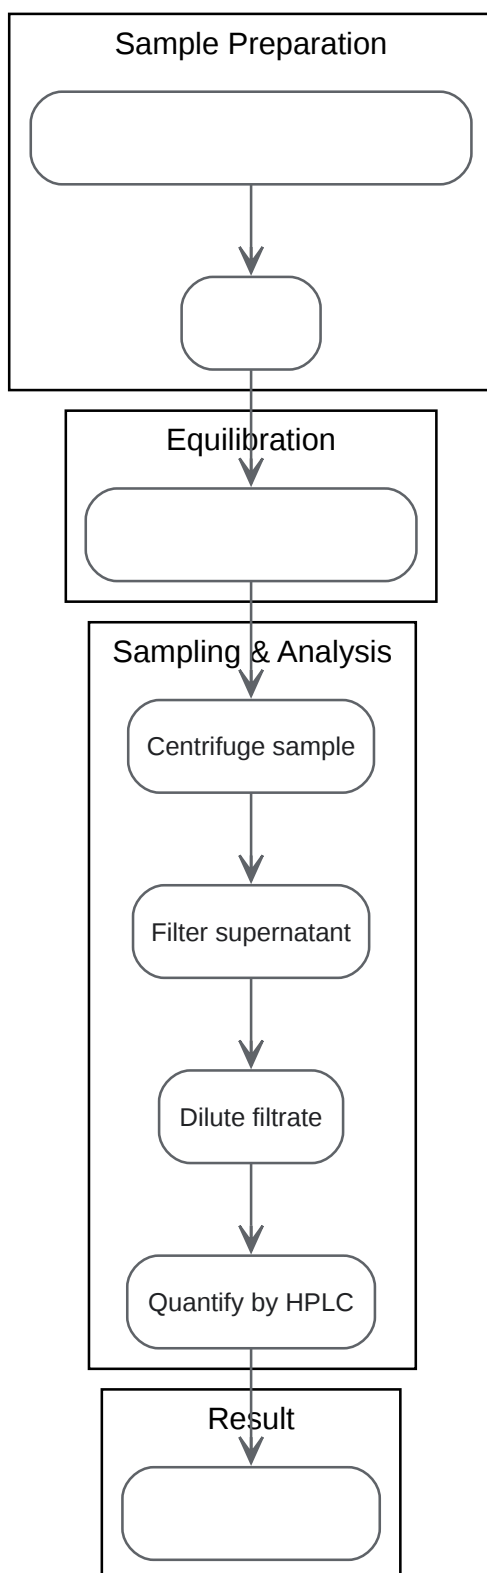 Sample Preparation
Equilibration
Sampling & Analysis
Centrifuge sample
Filter supernatant
Dilute filtrate
Quantify by HPLC
Result